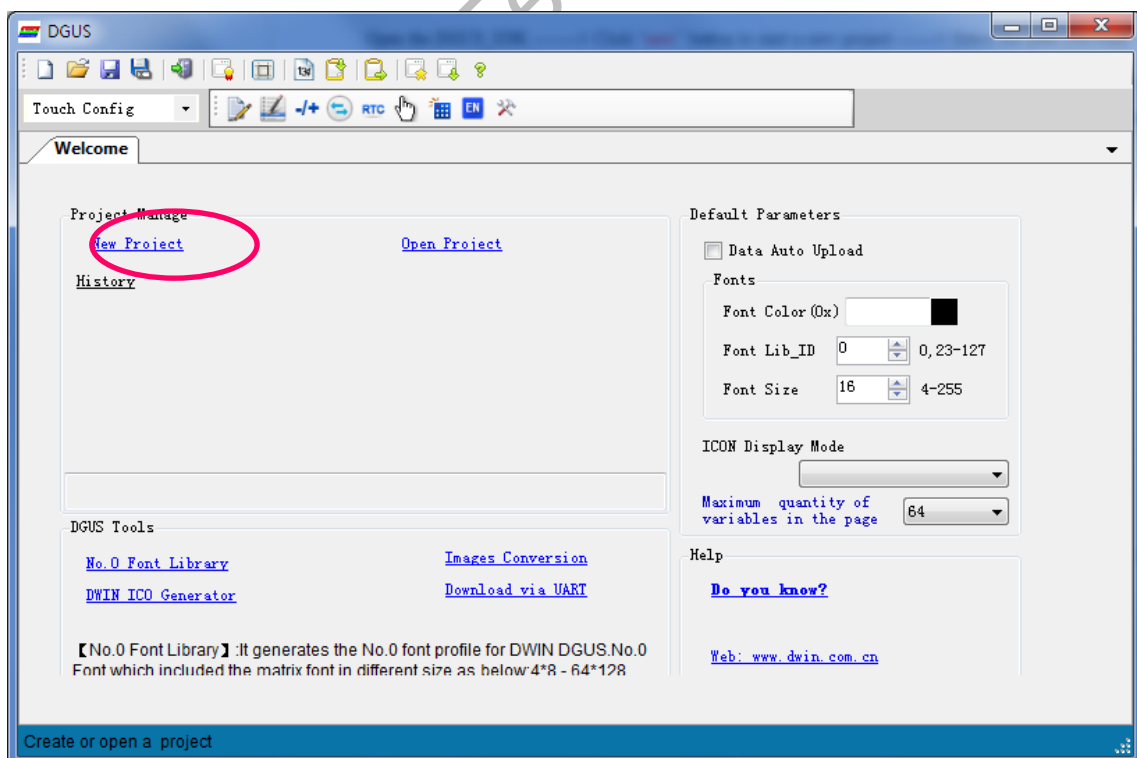 DGUS
Touch Config
-/+ RTC EN
Welcome
Project Manage
New Project Open Project
History
Default Parameters
Data Auto Upload
Fonts
Font Color(0x)
Font Lib_ID 0 0,23-127
Font Size 16 4-255
ICON Display Mode
Maximum quantity of
variables in the page 64
DGUS Tools
No.0 Font Library Images Conversion
DWIN ICO Generator Download via UART
【No.0 Font Library】:It generates the No.0 font profile for DWIN DGUS.No.0
Font which included the matrix font in different size as below:4*8 - 64*128
Help
Do you know?
Web: www.dwin.com.cn
Create or open a project